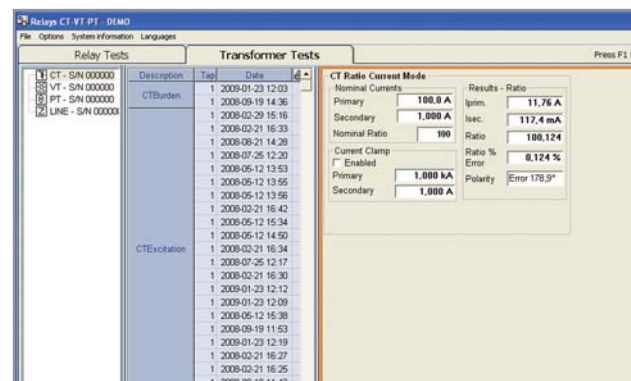 Relays CT-VT-PT - DEMO
File Options System information Languages
Relay Tests
Transformer Tests
Press F1
CT - S/N 000000
VT - S/N 000000
PT - S/N 000000
LINE - S/N 00000
Description Tap Date
CTBurden
1 2009-01-23 12:03
1 2008-09-19 14:36
CTExcitation
1 2008-02-29 15:16
1 2008-02-21 16:33
1 2008-08-21 14:28
1 2008-07-25 12:20
1 2008-05-12 13:53
1 2008-05-12 13:55
1 2008-05-12 13:56
1 2008-02-21 16:42
1 2008-05-12 15:34
1 2008-05-12 14:50
1 2008-02-21 16:34
1 2008-07-25 12:17
1 2008-02-21 16:30
1 2009-01-23 12:12
1 2009-01-23 12:09
1 2008-05-12 15:38
1 2008-09-19 11:53
1 2009-01-23 12:19
1 2008-02-21 16:27
1 2008-02-21 16:25
CT Ratio Current Mode
Nominal Currents
Primary 100,0 A
Secondary 1,000 A
Nominal Ratio 100
Current Clamp
Enabled
Primary 1,000 kA
Secondary 1,000 A
Results - Ratio
Iprim. 11,76 A
Isec. 117,4 mA
Ratio 100,124
Ratio % Error 0,124 %
Polarity Error 178,9°